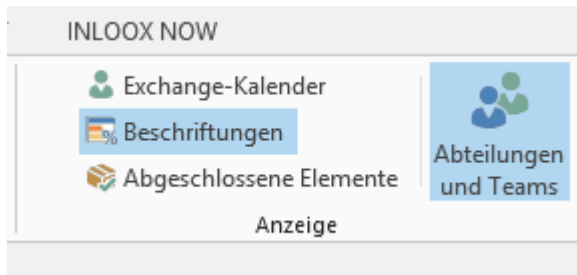 INLOOX NOW
Exchange-Kalender
Beschriftungen
Abgeschlossene Elemente
Abteilungen
und Teams
Anzeige